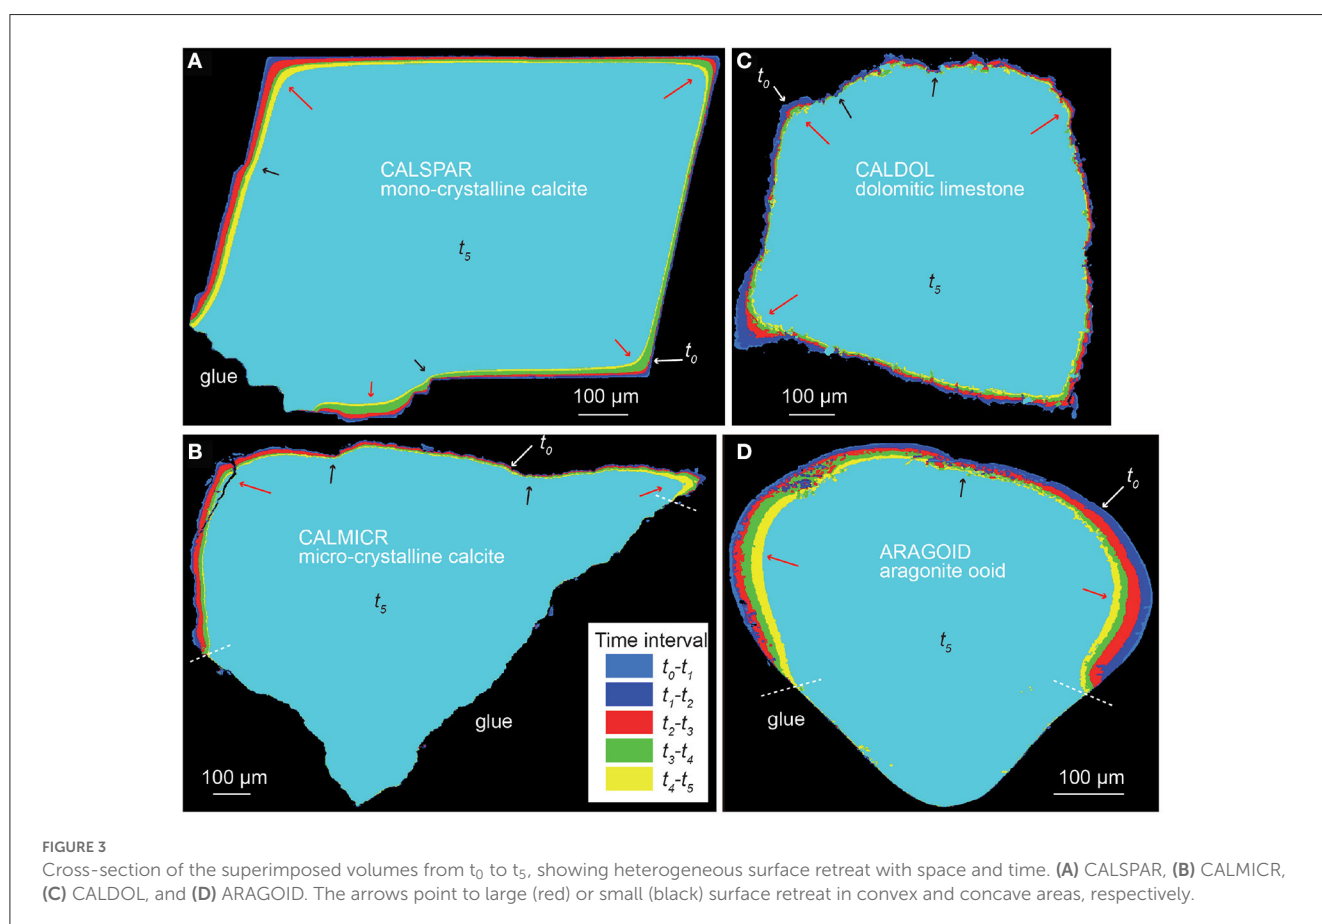 A
t₀
CALSPAR
mono-crystalline calcite
t₅
glue
100 µm
C
t₀
CALDOL
dolomitic limestone
t₅
100 µm
B
t₀
CALMICR
micro-crystalline calcite
t₅
glue
100 µm
Time interval
t₀-t₁
t₁-t₂
t₂-t₃
t₃-t₄
t₄-t₅
D
t₀
ARAGOID
aragonite ooid
t₅
glue
100 µm
FIGURE 3
Cross-section of the superimposed volumes from t₀ to t₅, showing heterogeneous surface retreat with space and time. (A) CALSPAR, (B) CALMICR,
(C) CALDOL, and (D) ARAGOID. The arrows point to large (red) or small (black) surface retreat in convex and concave areas, respectively.